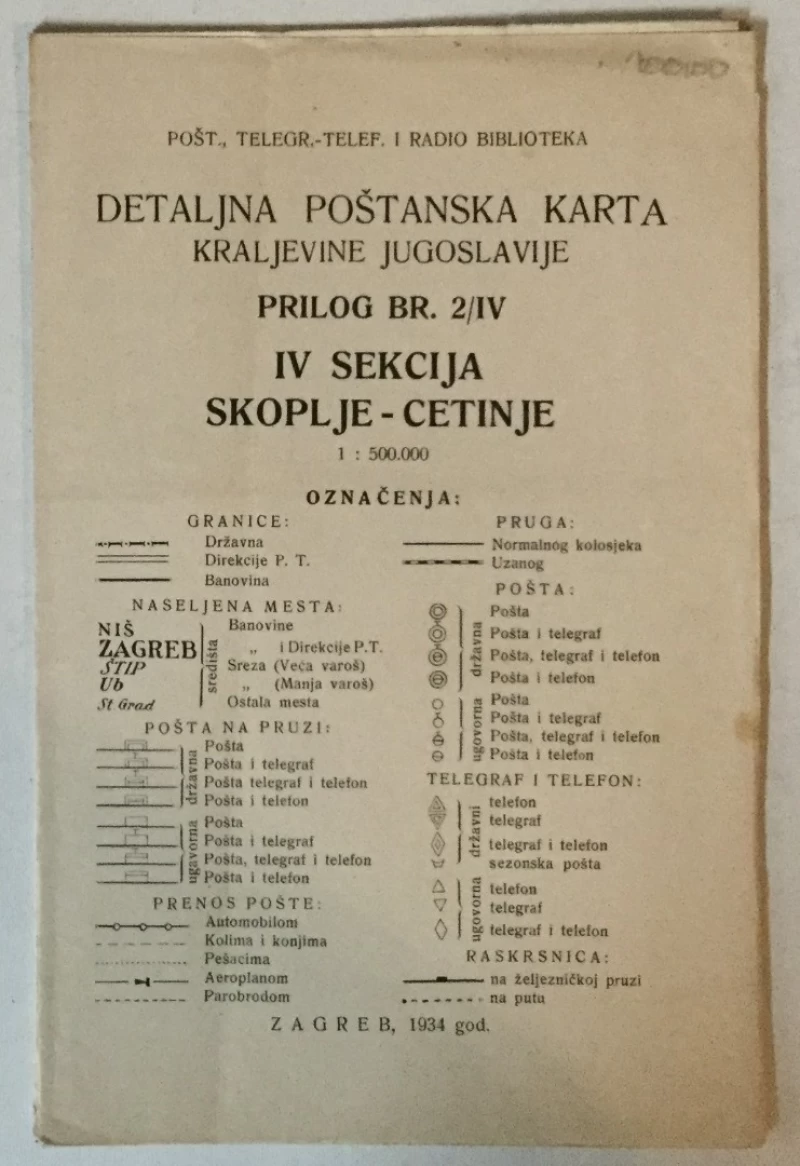 POŠT., TELEGR.-TELEF. I RADIO BIBLIOTEKA
DETALJNA POŠTANSKA KARTA
KRALJEVINE JUGOSLAVIJE
PRILOG BR. 2/IV
IV SEKCIJA
SKOPLJE - CETINJE
1 : 500.000
OZNAČENJA:
GRANICE:
Državna
Direkcije P. T.
Banovina
NASELJENA MESTA:
NIŠ
ZAGREB
ŠTIP
Ub
St Grad
središta
Banovine
„ i Direkcije P.T.
Sreza (Veća varoš)
„ (Manja varoš)
Ostala mesta
POŠTA NA PRUZI:
državna
Pošta
Pošta i telegraf
Pošta telegraf i telefon
Pošta i telefon
ugavorna
Pošta
Pošta i telegraf
Pošta, telegraf i telefon
Pošta i telefon
PRENOS POŠTE:
Automobilom
Kolima i konjima
Pešacima
Aeroplanom
Parobrodom
PRUGA:
Normalnog kolosjeka
Uzanog
POŠTA:
državna
Pošta
Pošta i telegraf
Pošta, telegraf i telefon
Pošta i telefon
ugovorna
Pošta
Pošta i telegraf
Pošta, telegraf i telefon
Pošta i telefon
TELEGRAF I TELEFON:
državni
telefon
telegraf
telegraf i telefon
sezonska pošta
ugovorna
telefon
telegraf
telegraf i telefon
RASKRSNICA:
na željezničkoj pruzi
na putu
ZAGREB, 1934 god.